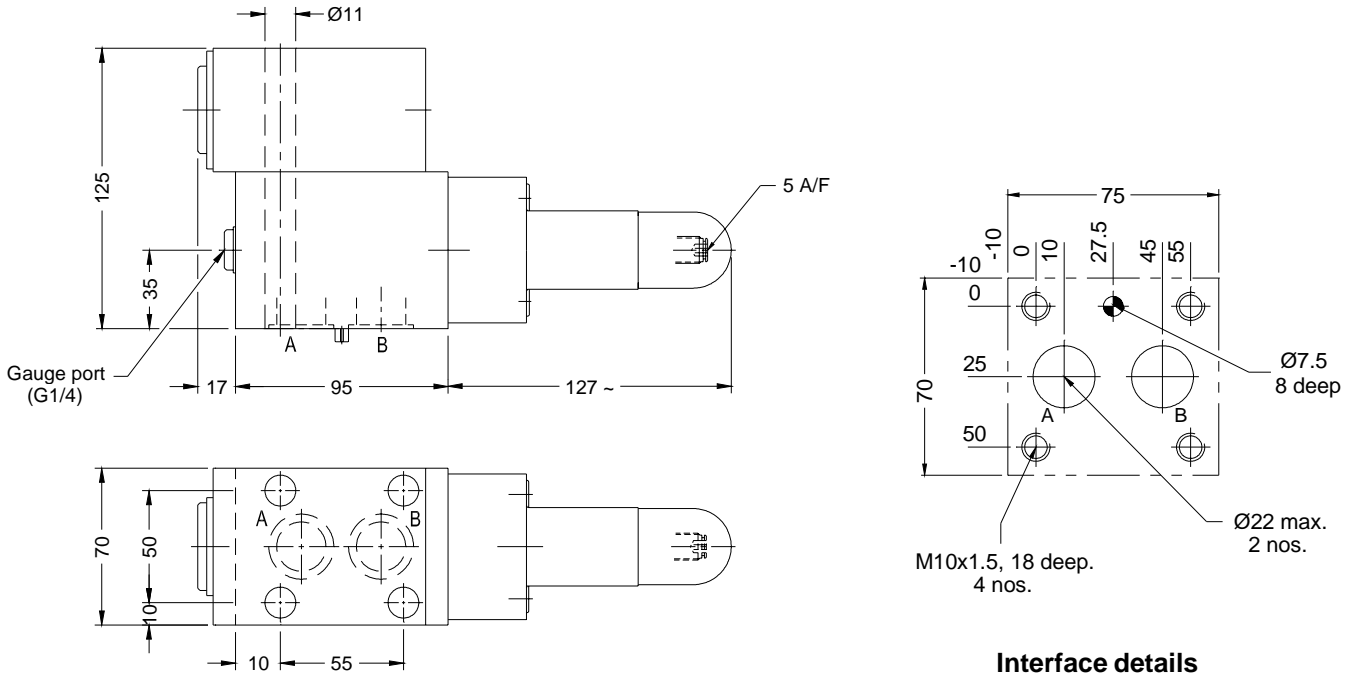 Ø11
125
35
5 A/F
A
B
Gauge port
(G1/4)
17
95
127 ~
75
-10
0
10
27.5
45
55
-10
0
25
50
70
A
B
Ø7.5
8 deep
Ø22 max.
2 nos.
M10x1.5, 18 deep.
4 nos.
70
50
10
A
B
10
55
Interface details